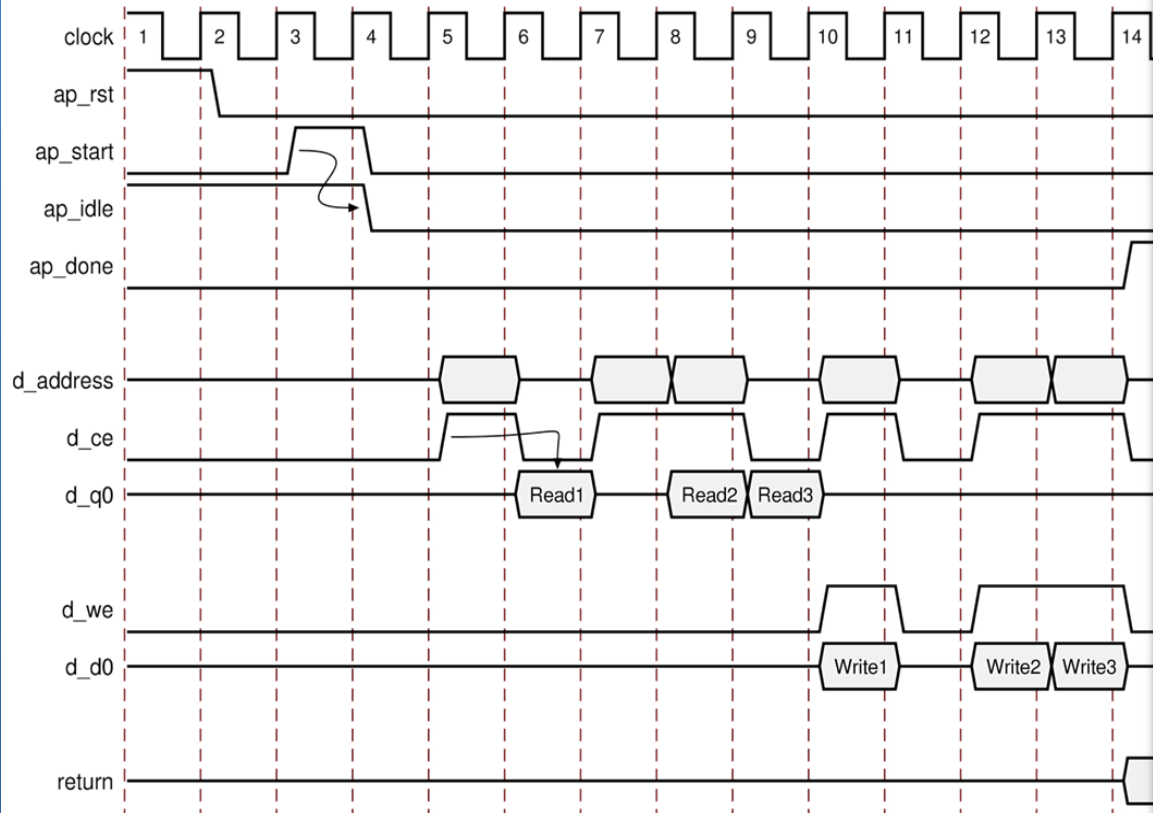 clock 1 2 3 4 5 6 7 8 9 10 11 12 13 14
ap_rst
ap_start
ap_idle
ap_done
d_address
d_ce
d_q0 Read1 Read2 Read3
d_we
d_d0 Write1 Write2 Write3
return